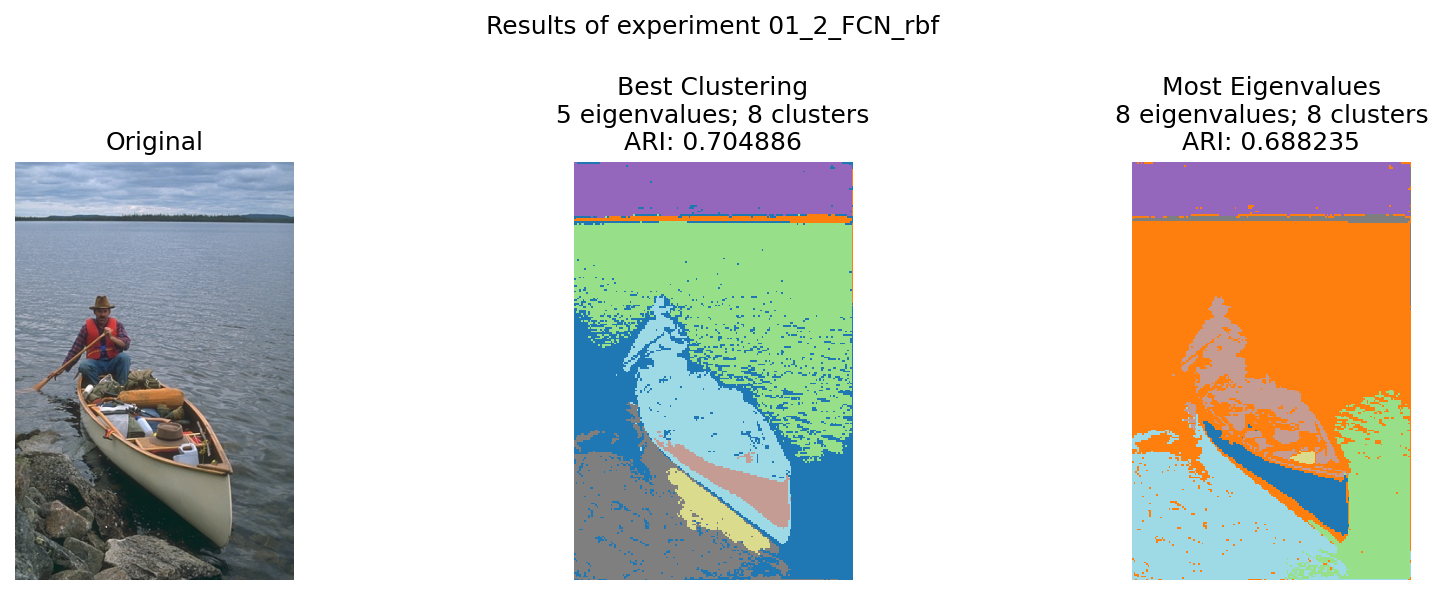 Results of experiment 01_2_FCN_rbf
Original
Best Clustering
5 eigenvalues; 8 clusters
ARI: 0.704886
Most Eigenvalues
8 eigenvalues; 8 clusters
ARI: 0.688235